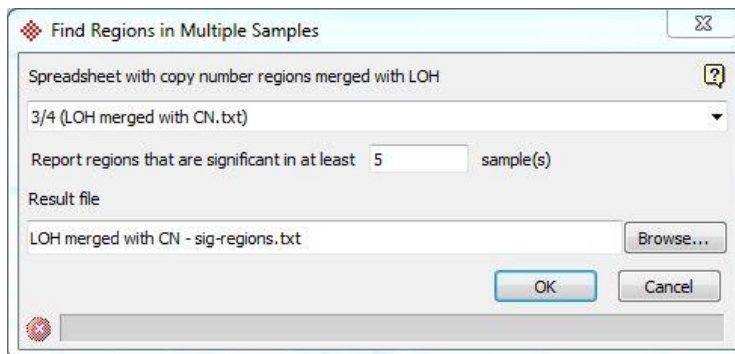 Find Regions in Multiple Samples
Spreadsheet with copy number regions merged with LOH
?
3/4 (LOH merged with CN.txt)
Report regions that are significant in at least 5 sample(s)
Result file
LOH merged with CN - sig-regions.txt Browse...
OK Cancel